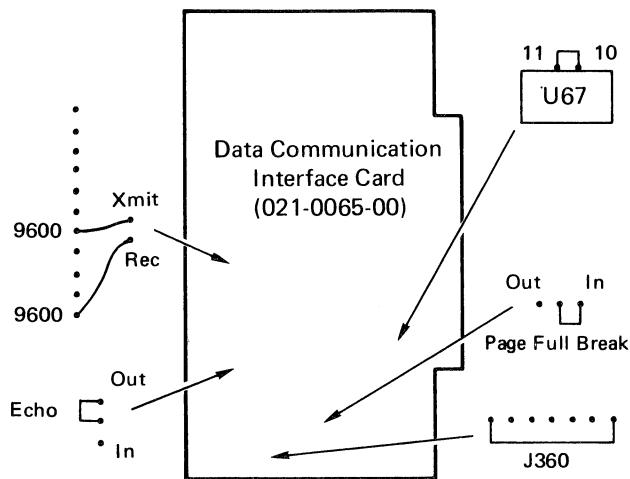 11 10
U67
Data Communication
Interface Card
(021-0065-00)
Xmit
9600
Rec
9600
Out In
Page Full Break
Out
Echo
In
J360